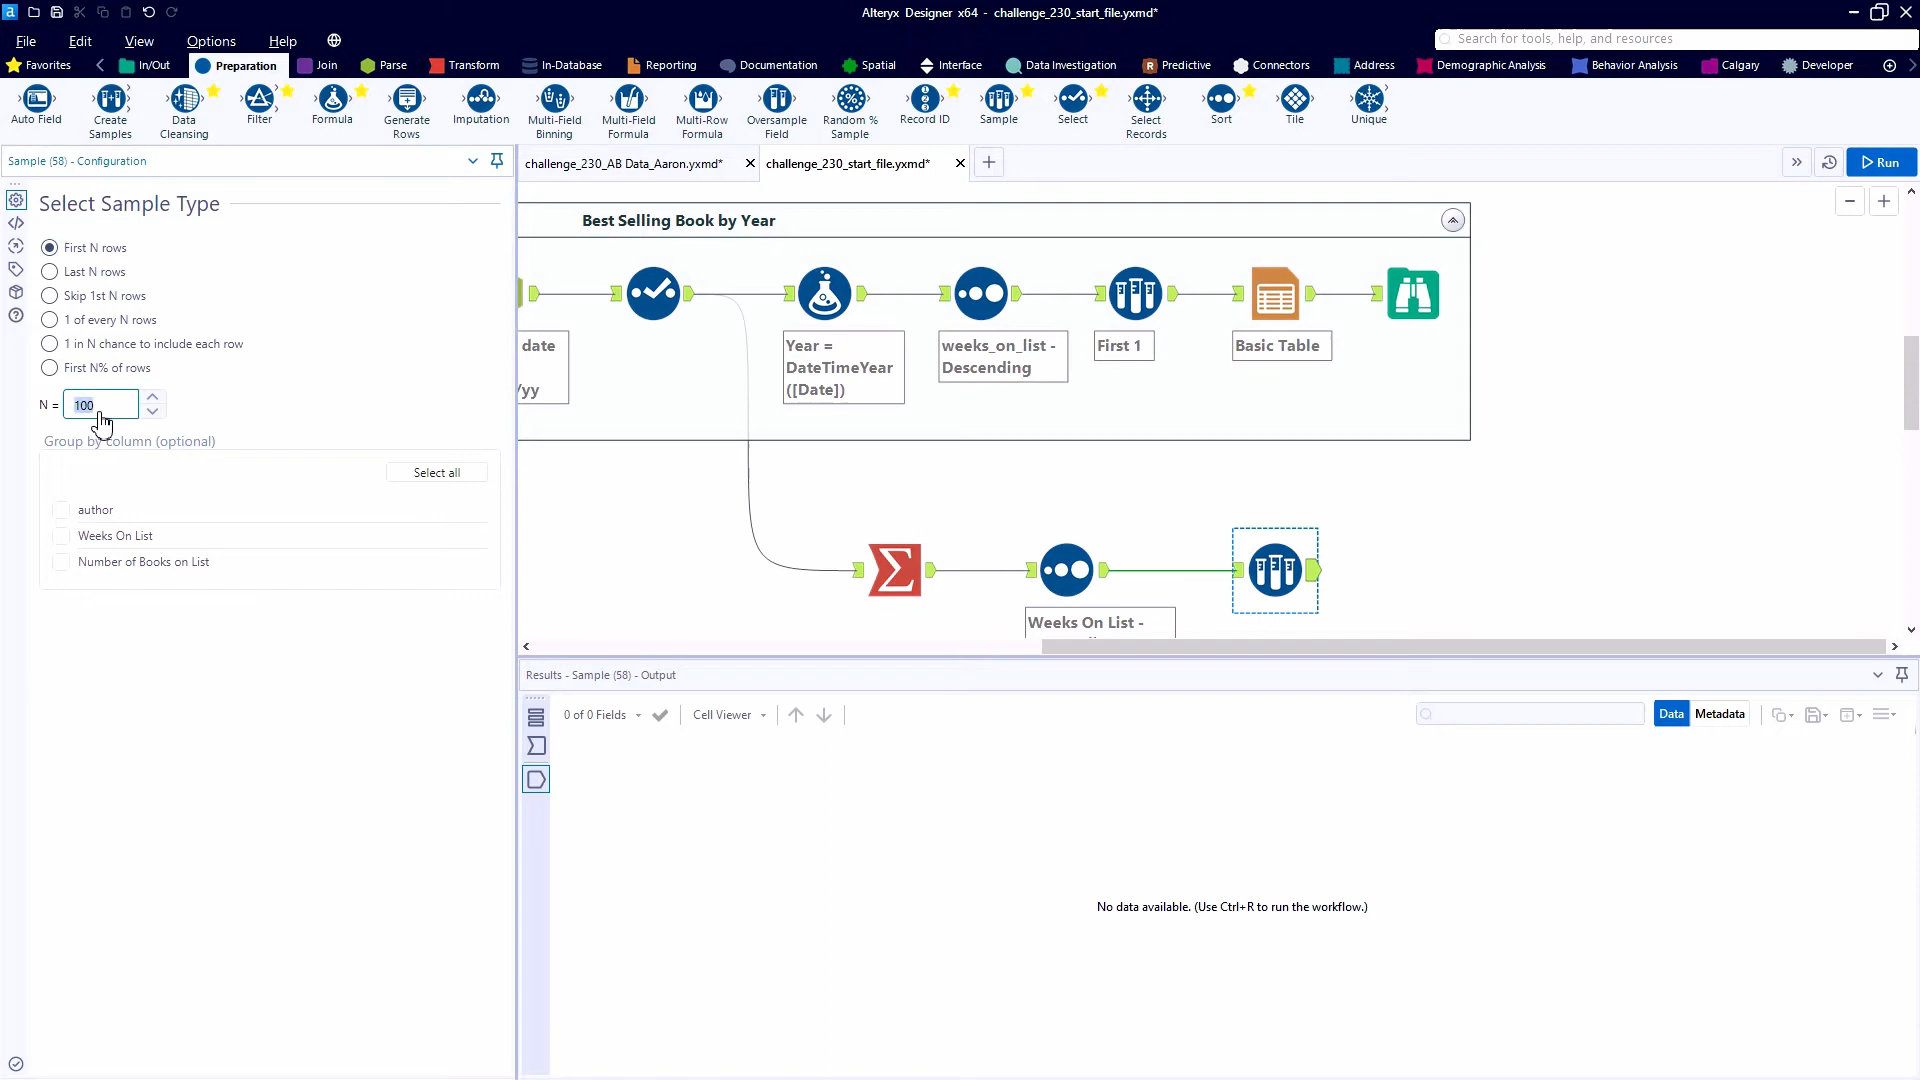 Alteryx Designer x64 - challenge_230_start_file.yxmd*
File Edit View Options Help
Search for tools, help, and resources
Favorites In/Out Preparation Join Parse Transform In-Database Reporting Documentation Spatial Interface Data Investigation Predictive Connectors Address Demographic Analysis Behavior Analysis Calgary Developer
Auto Field
Create Samples
Data Cleansing
Filter
Formula
Generate Rows
Imputation
Multi-Field Binning
Multi-Field Formula
Multi-Row Formula
Oversample Field
Random % Sample
Record ID
Sample
Select
Select Records
Sort
Tile
Unique
Sample (58) - Configuration
challenge_230_AB Data_Aaron.yxmd*
challenge_230_start_file.yxmd*
Run
Select Sample Type
First N rows
Last N rows
Skip 1st N rows
1 of every N rows
1 in N chance to include each row
First N% of rows
N = 100
Group by column (optional)
Select all
author
Weeks On List
Number of Books on List
Best Selling Book by Year
date
/yy
Year =
DateTimeYear
([Date])
weeks_on_list -
Descending
First 1
Basic Table
Weeks On List -
Results - Sample (58) - Output
0 of 0 Fields
Cell Viewer
Data
Metadata
No data available. (Use Ctrl+R to run the workflow.)